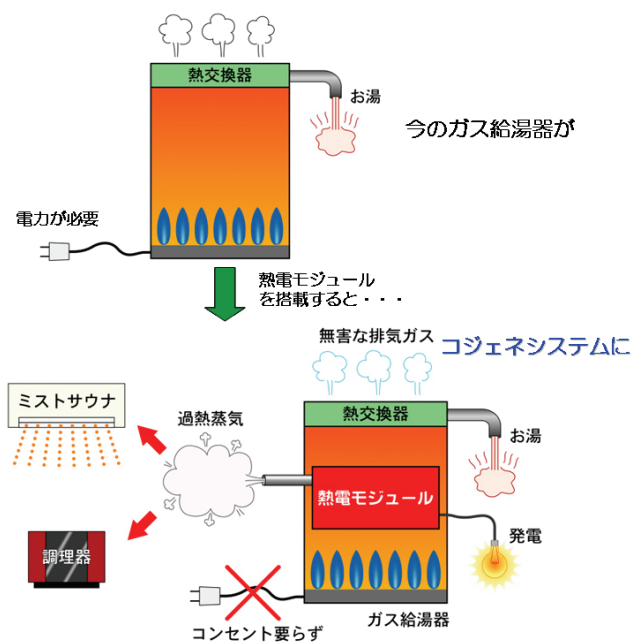 熱交換器
お湯
今のガス給湯器が
電力が必要
熱電モジュール
を搭載すると・・・
無害な排気ガス
コジェネシステムに
ミストサウナ
過熱蒸気
熱交換器
お湯
熱電モジュール
発電
調理器
ガス給湯器
コンセント要らず